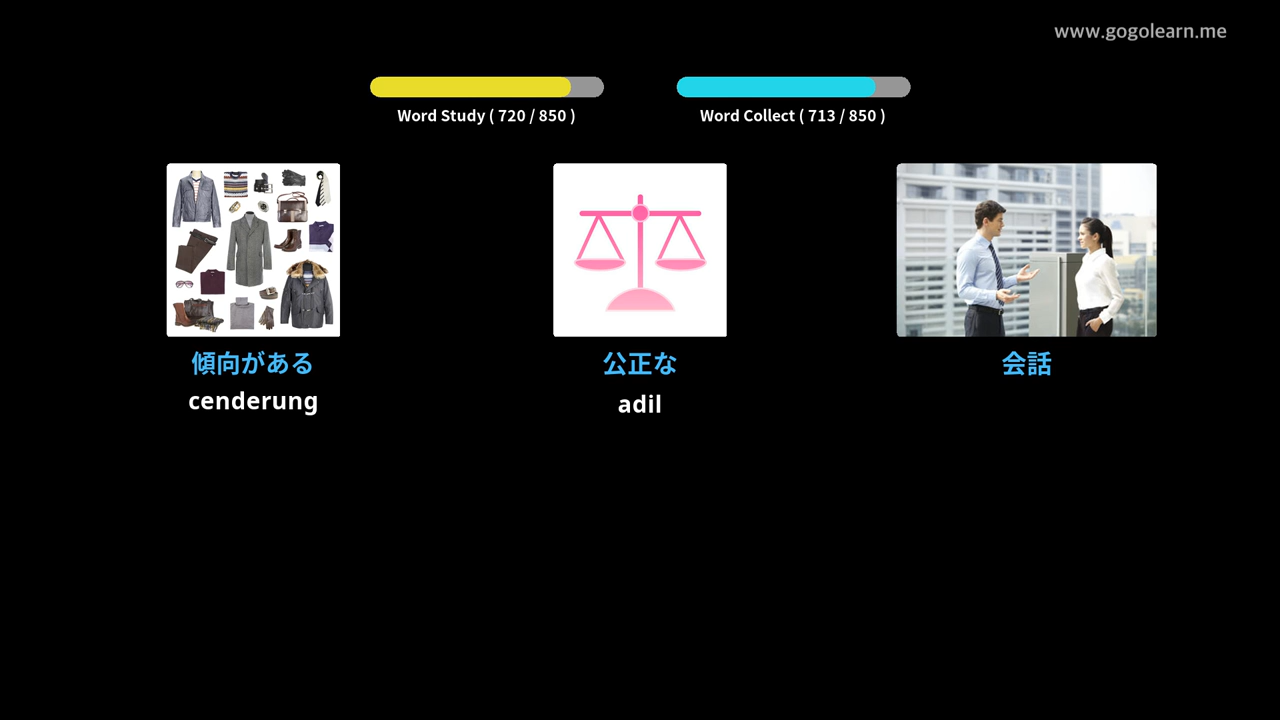 www.gogolearn.me
Word Study ( 720 / 850 )
Word Collect ( 713 / 850 )
傾向がある
cenderung
公正な
adil
会話